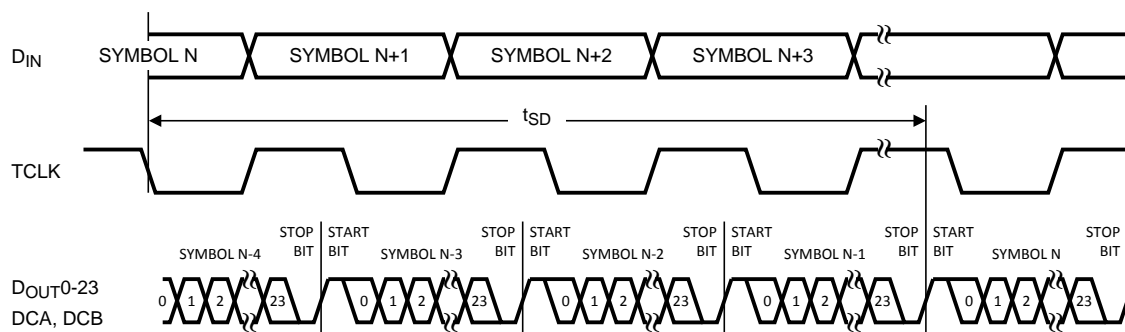 D_IN SYMBOL N SYMBOL N+1 SYMBOL N+2 SYMBOL N+3
t_SD
TCLK
STOP BIT START BIT STOP BIT START BIT STOP BIT START BIT STOP BIT START BIT STOP BIT
SYMBOL N-4 SYMBOL N-3 SYMBOL N-2 SYMBOL N-1 SYMBOL N
D_OUT0-23
0 1 2 23 0 1 2 23 0 1 2 23 0 1 2 23 0 1 2 23
DCA, DCB